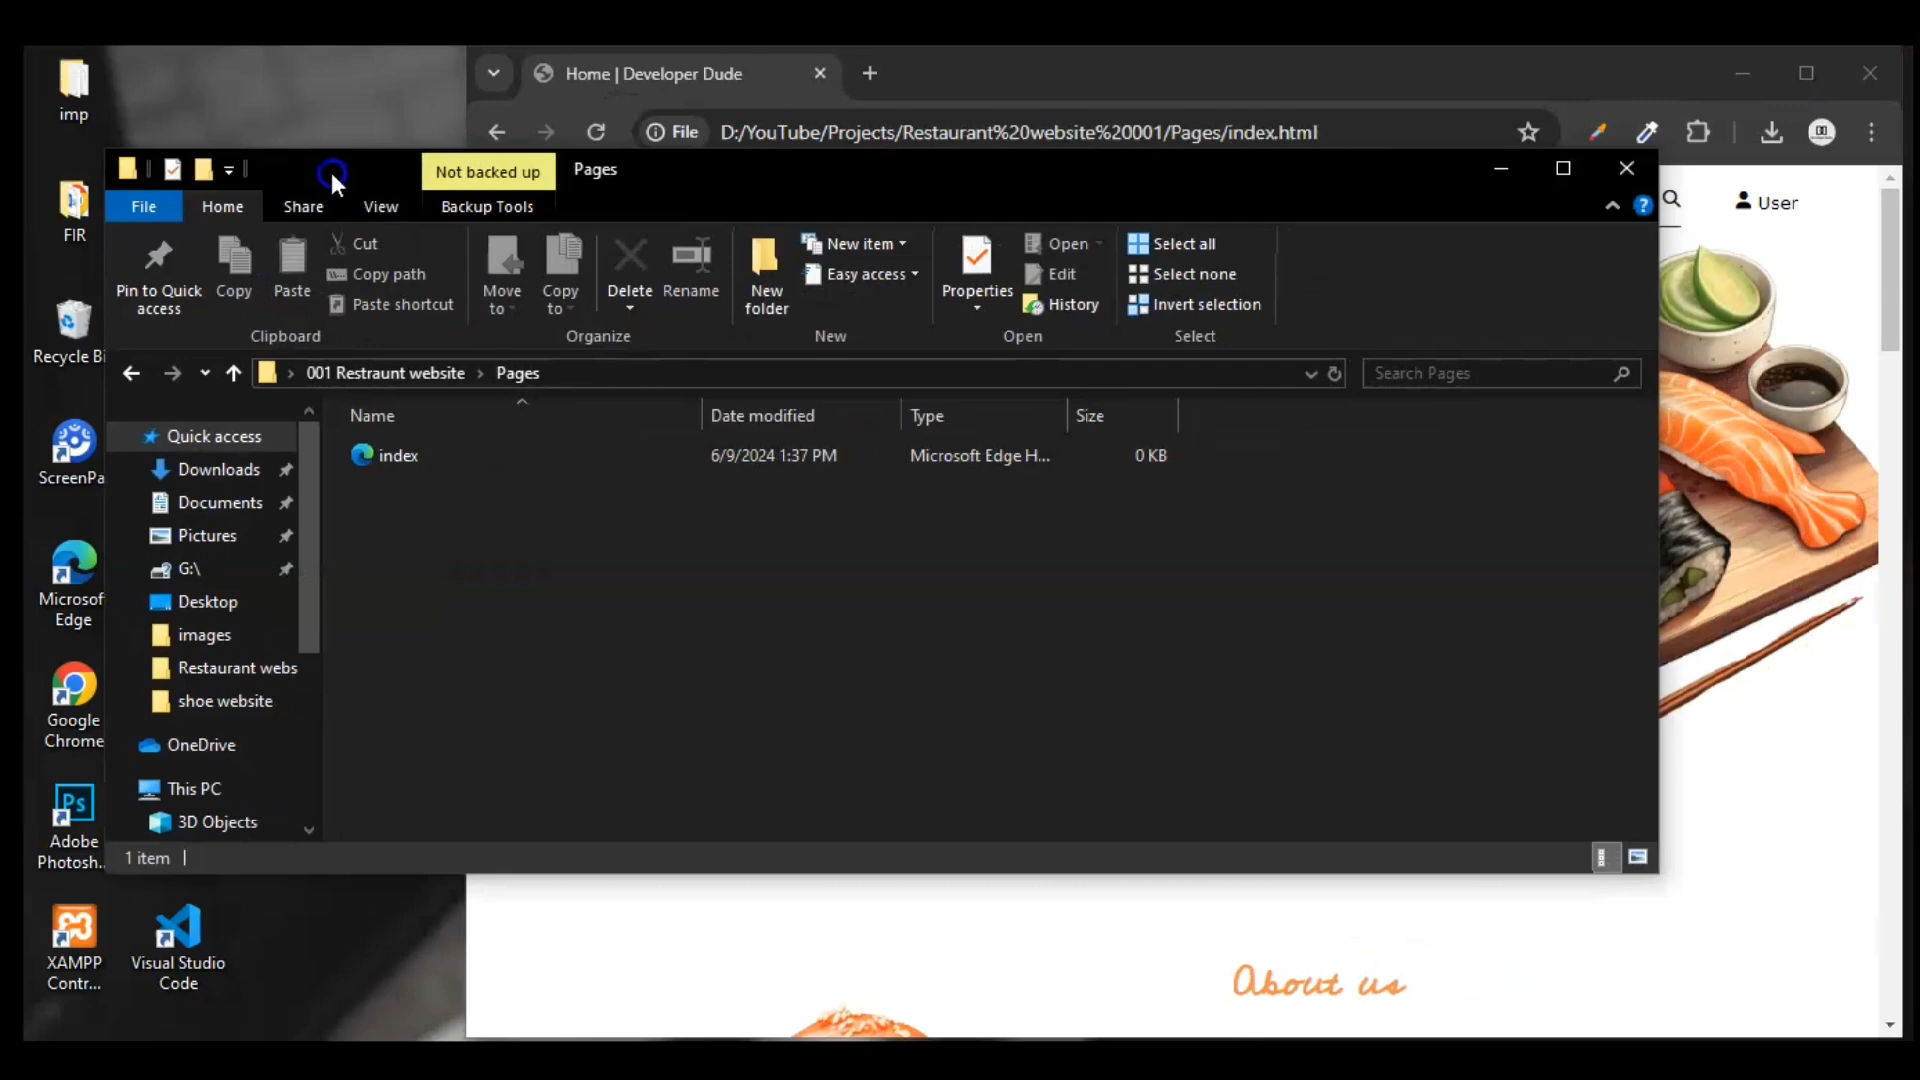 imp
FIR
Recycle Bi
ScreenPa
Microsof
Edge
Google
Chrome
Ps
Adobe
Photosh...
XAMPP
Contr...
Visual Studio
Code
Home | Developer Dude
File
D:/YouTube/Projects/Restaurant%20website%20001/Pages/index.html
User
About us
Not backed up
Pages
File
Home
Share
View
Backup Tools
Pin to Quick
access
Copy
Paste
Cut
Copy path
Paste shortcut
Clipboard
Move
to
Copy
to
Delete
Rename
Organize
New
folder
New item
Easy access
New
Properties
Open
Edit
History
Open
Select all
Select none
Invert selection
Select
001 Restraunt website > Pages
Search Pages
Name
Date modified
Type
Size
index
6/9/2024 1:37 PM
Microsoft Edge H...
0 KB
Quick access
Downloads
Documents
Pictures
G:\
Desktop
images
Restaurant webs
shoe website
OneDrive
This PC
3D Objects
1 item